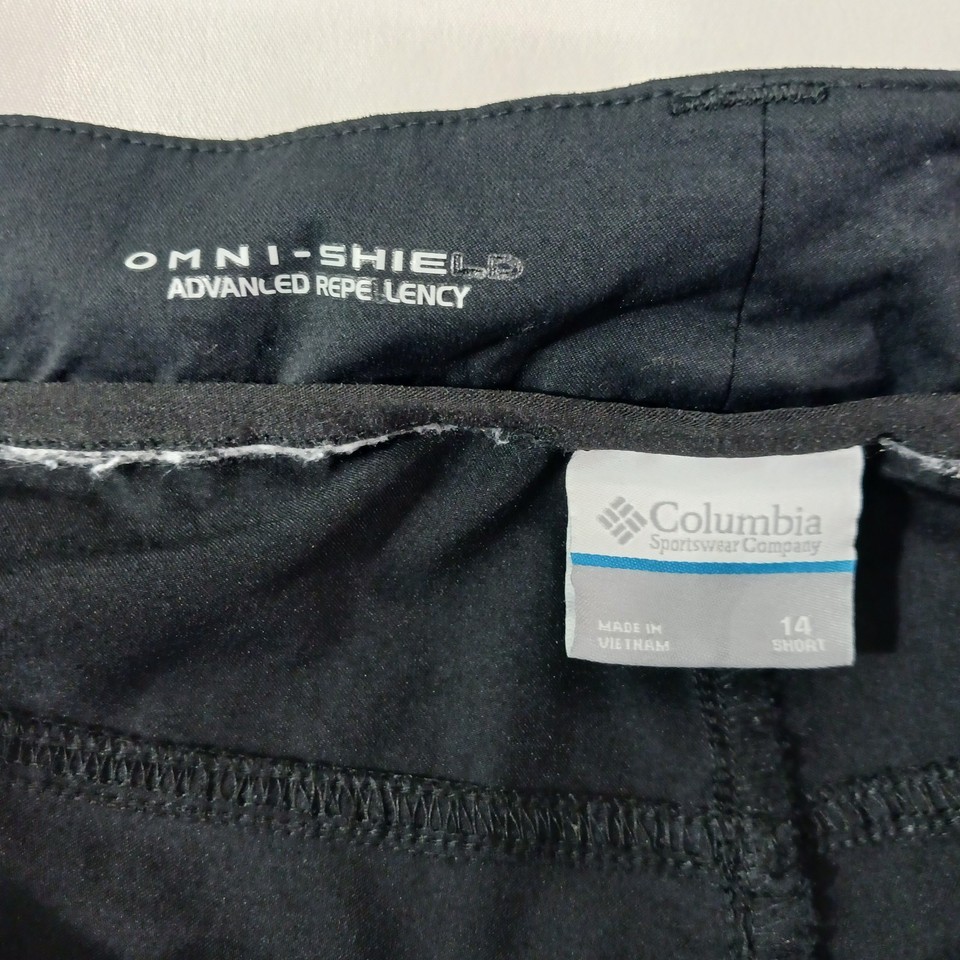 OMNI-SHIELD
ADVANCED REPELLENCY
Columbia
Sportswear Company
MADE IN
VIETNAM
14
SHORT